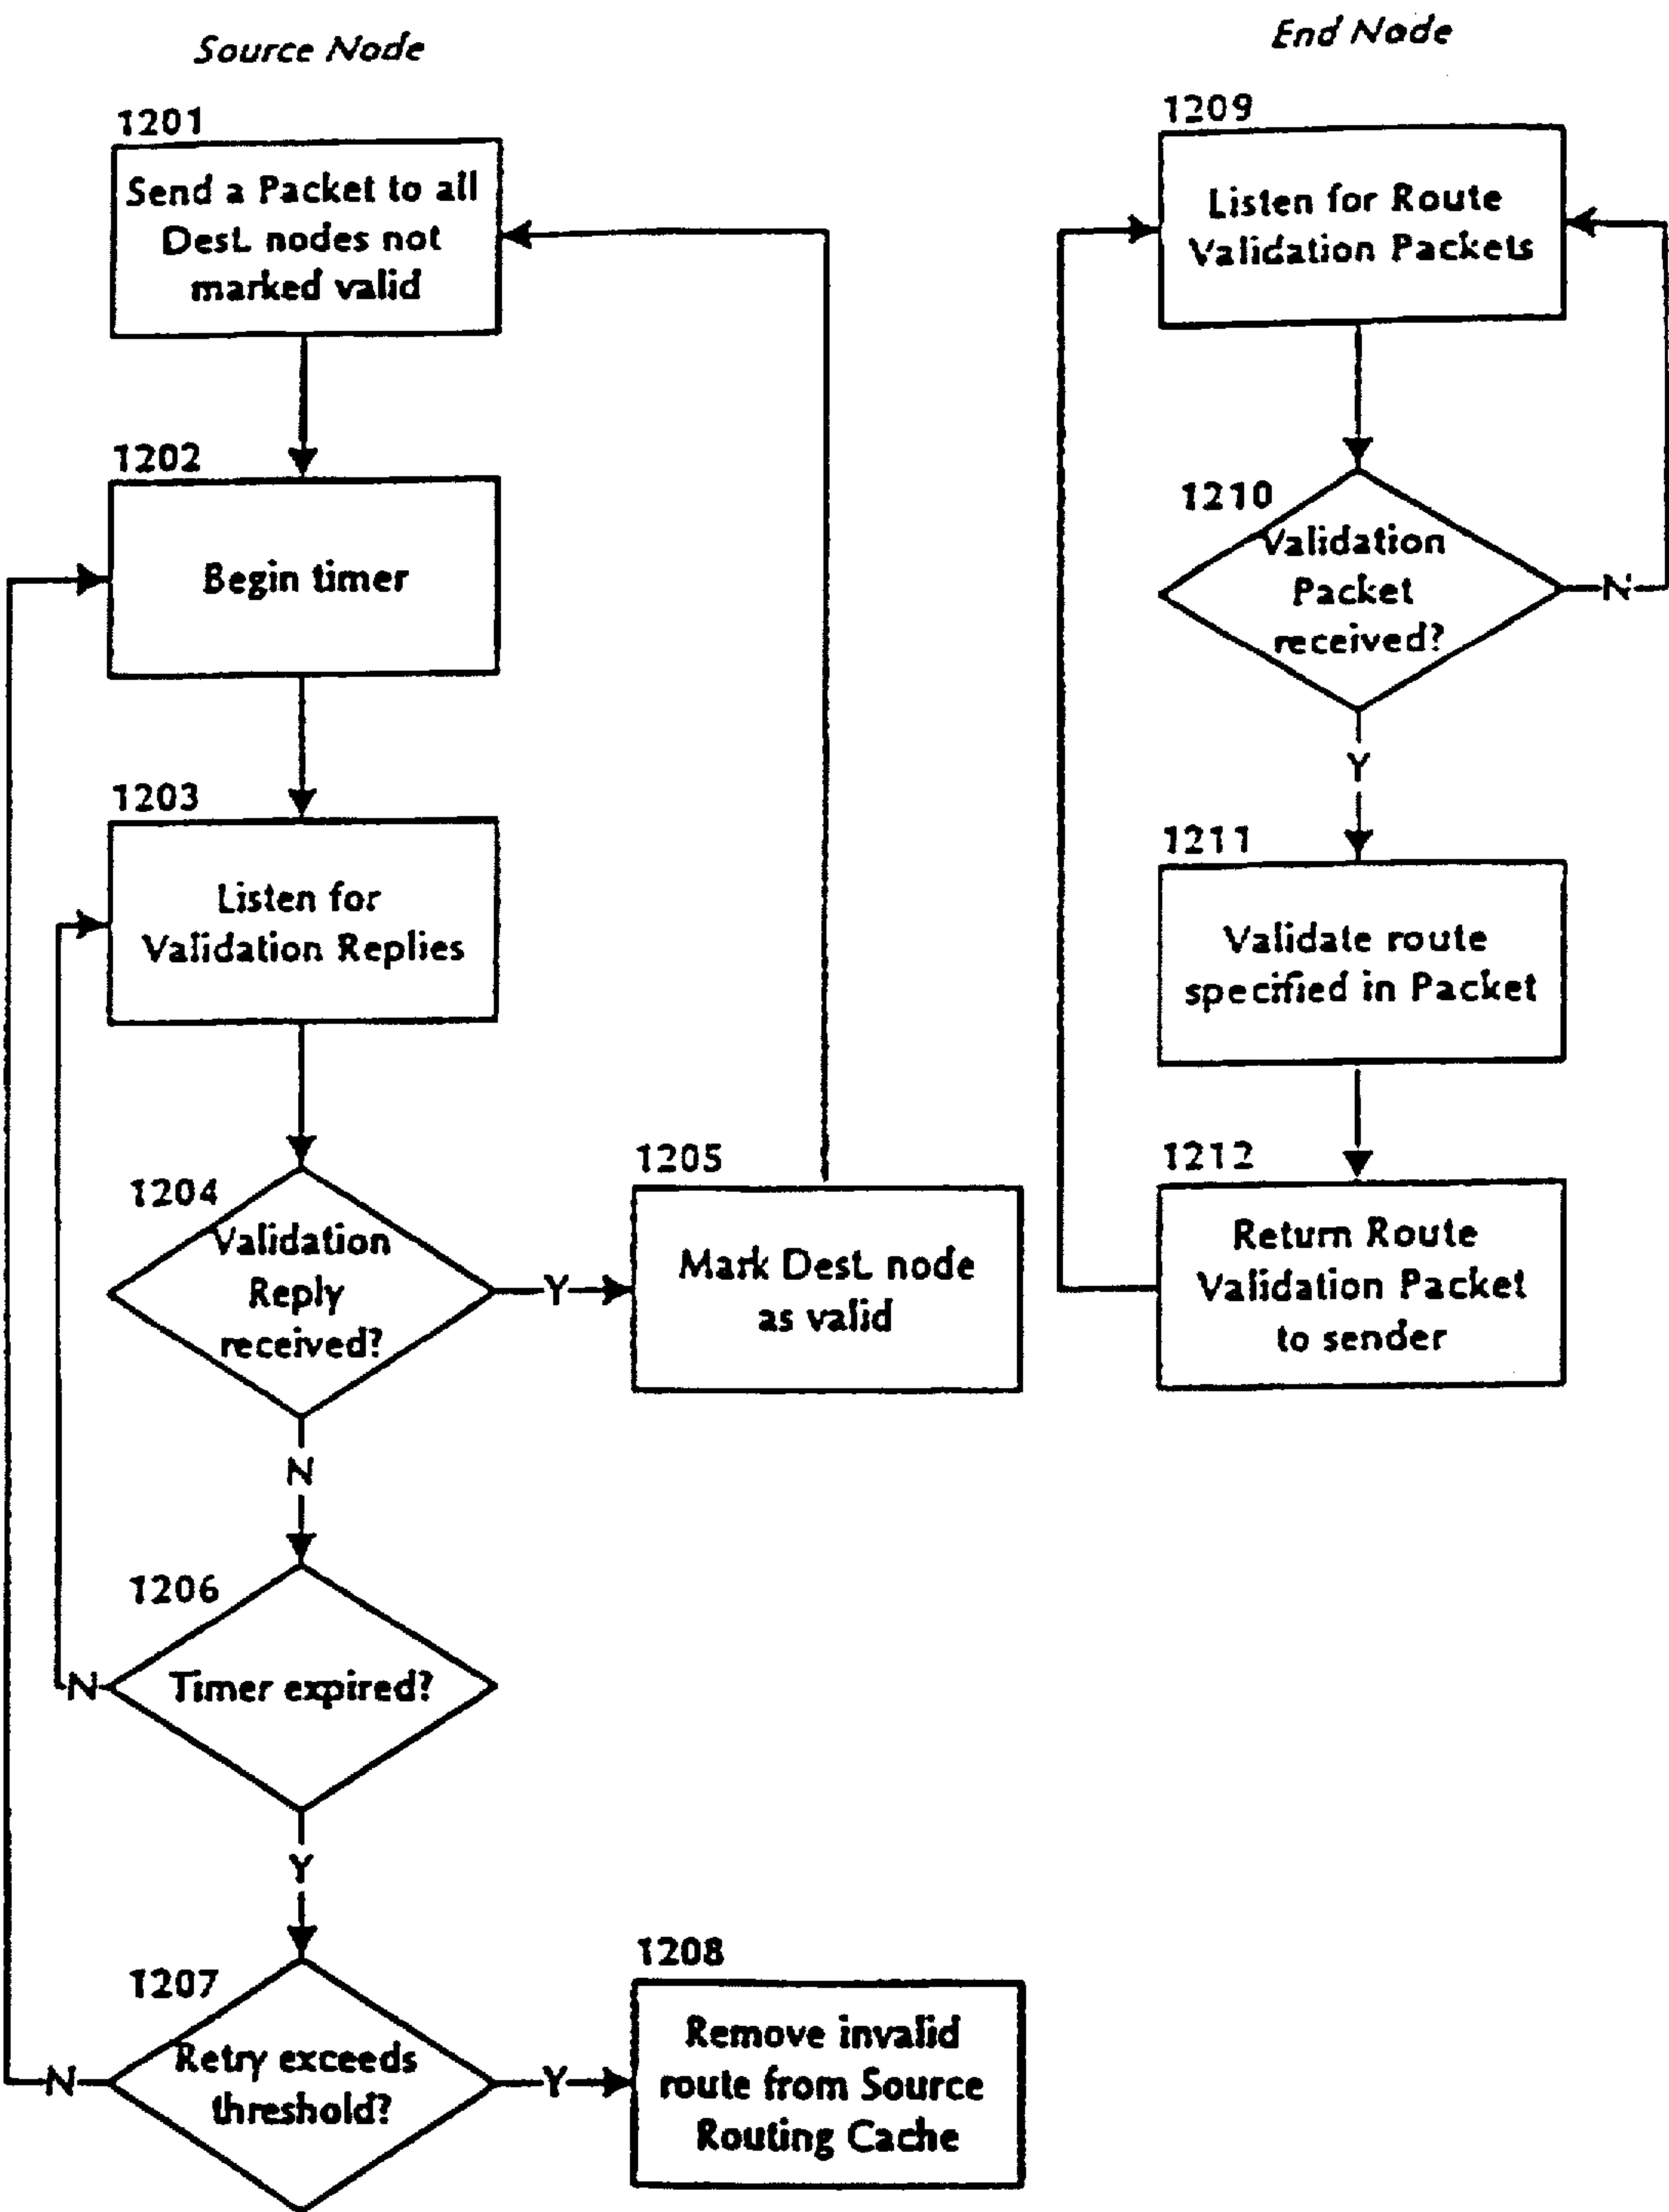 Source Node
1201
Send a Packet to all
Dest. nodes not
marked valid
1202
Begin timer
1203
Listen for
Validation Replies
1204
Validation
Reply
received?
Y
1205
Mark Dest. node
as valid
N
1206
Timer expired?
N
Y
1207
Retry exceeds
threshold?
N
Y
1208
Remove invalid
route from Source
Routing Cache
End Node
1209
Listen for Route
Validation Packets
1210
Validation
Packet
received?
N
Y
1211
Validate route
specified in Packet
1212
Return Route
Validation Packet
to sender